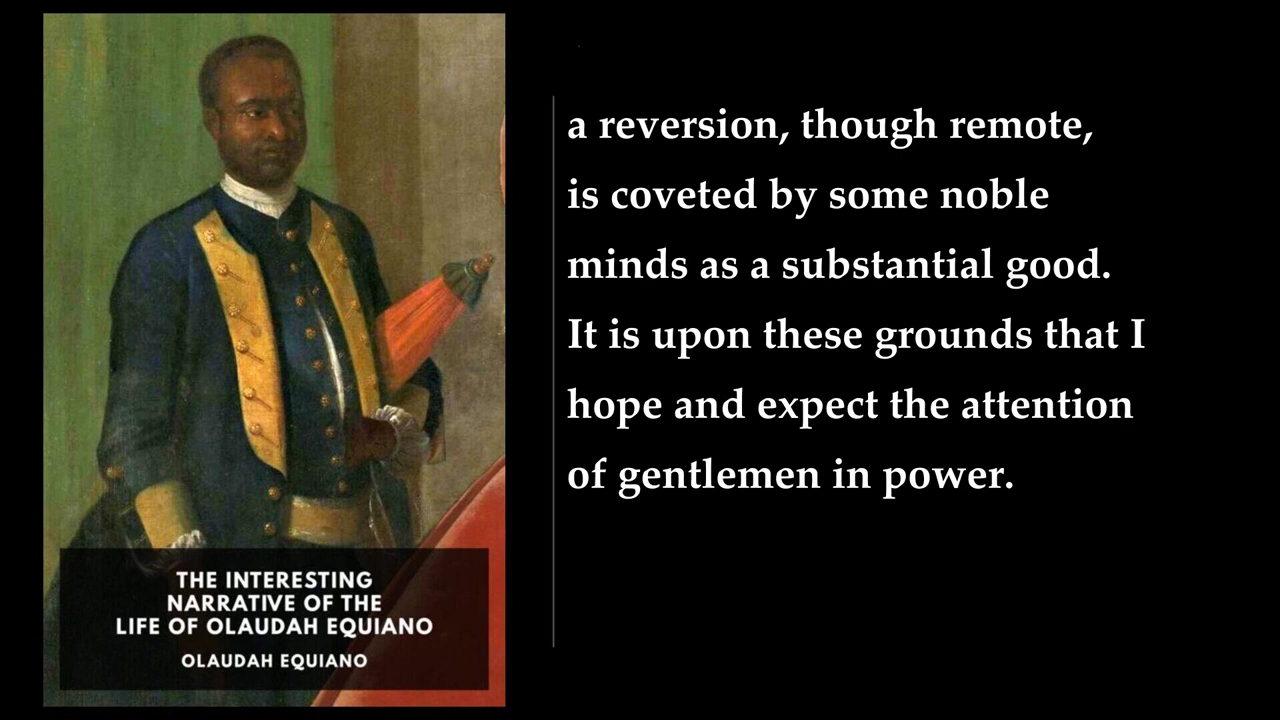 THE INTERESTING
NARRATIVE OF THE
LIFE OF OLAUDAH EQUIANO
OLAUDAH EQUIANO
a reversion, though remote,
is coveted by some noble
minds as a substantial good.
It is upon these grounds that I
hope and expect the attention
of gentlemen in power.